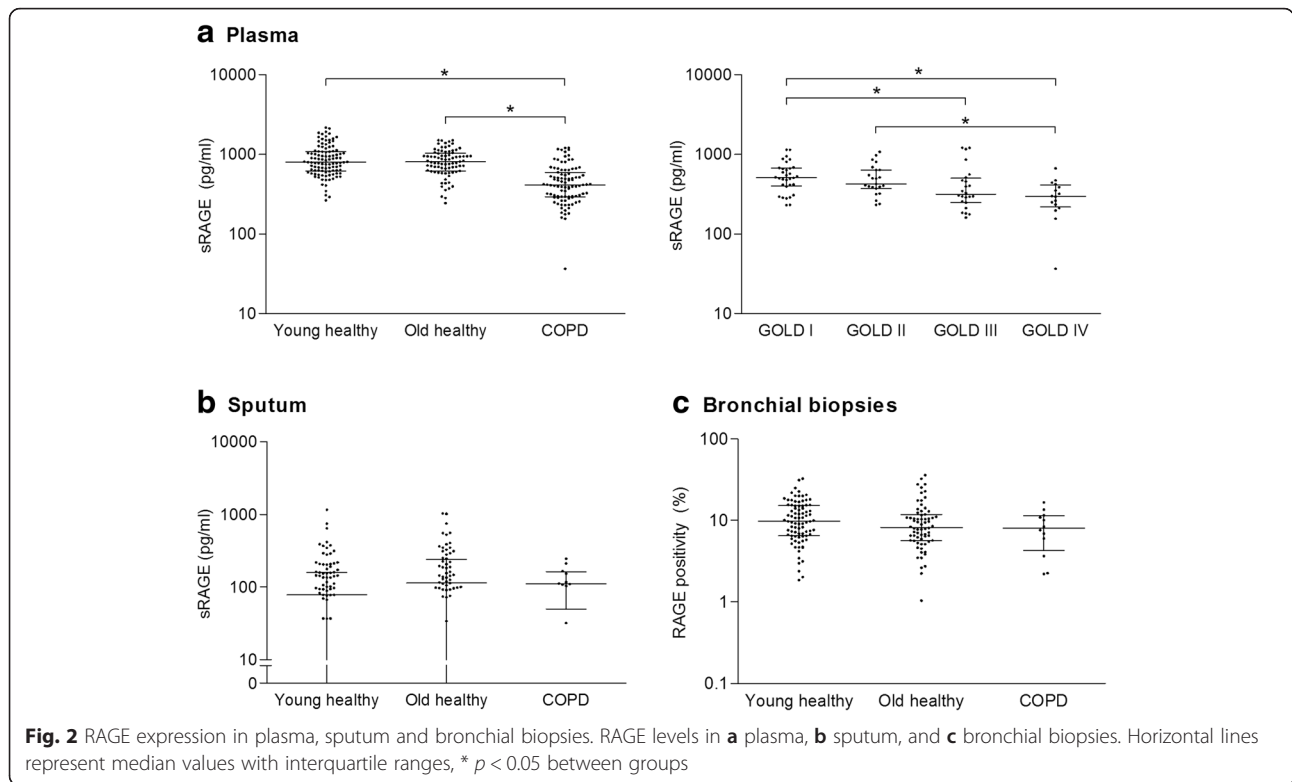 a Plasma
10000
1000
100
10
sRAGE (pg/ml)
*
*
Young healthy Old healthy COPD
10000
1000
100
10
sRAGE (pg/ml)
*
*
*
GOLD I GOLD II GOLD III GOLD IV
b Sputum
10000
1000
100
10
0
sRAGE (pg/ml)
Young healthy Old healthy COPD
c Bronchial biopsies
100
10
1
0.1
RAGE positivity (%)
Young healthy Old healthy COPD
Fig. 2 RAGE expression in plasma, sputum and bronchial biopsies. RAGE levels in a plasma, b sputum, and c bronchial biopsies. Horizontal lines
represent median values with interquartile ranges, * p < 0.05 between groups